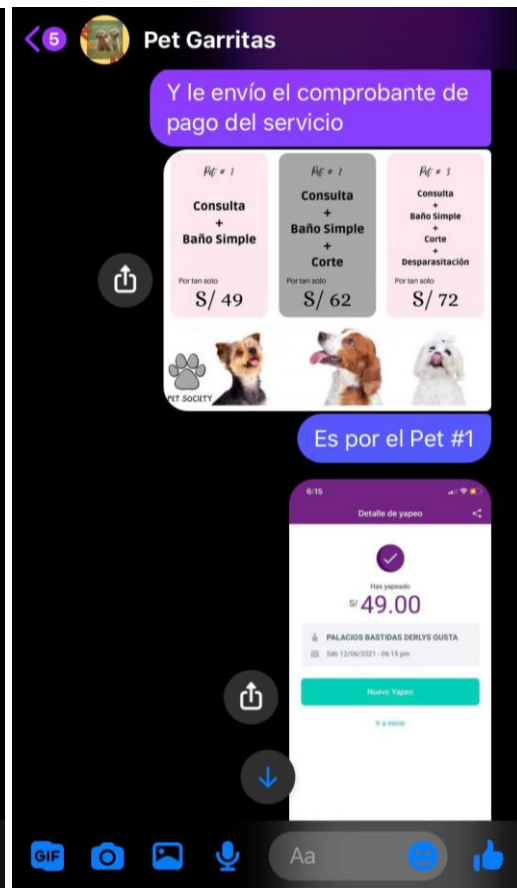 5
Pet Garritas
Y le envío el comprobante de
pago del servicio
Pet # 1
Consulta
+
Baño Simple
Por tan solo
S/ 49
Pet # 2
Consulta
+
Baño Simple
+
Corte
Por tan solo
S/ 62
Pet # 3
Consulta
+
Baño Simple
+
Corte
+
Desparasitación
Por tan solo
S/ 72
PET SOCIETY
Es por el Pet #1
6:15
Detalle de yapeo
Has yapeado
S/ 49.00
PALACIOS BASTIDAS DERLYS GUSTA
Sáb 12/06/2021 - 06:15 pm
Nuevo Yapeo
Ir a inicio
GIF
Aa